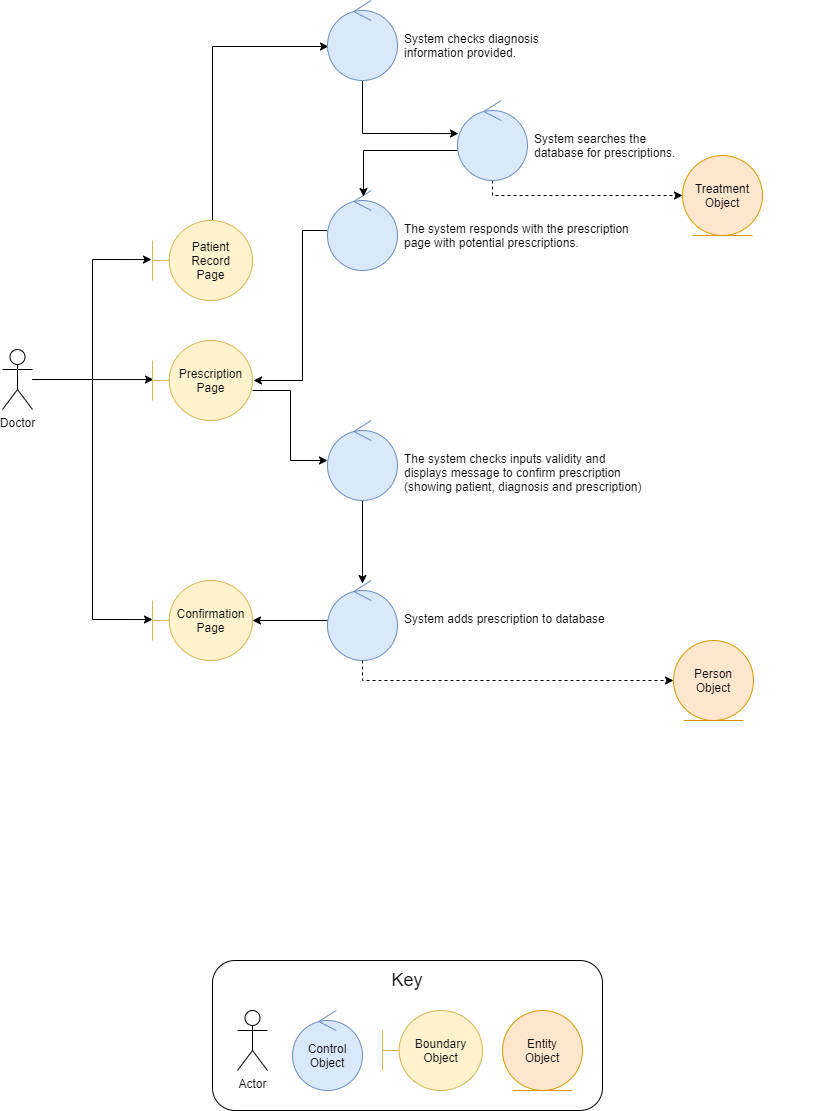 System checks diagnosis
information provided.
System searches the
database for prescriptions.
Treatment
Object
The system responds with the prescription
page with potential prescriptions.
Patient
Record
Page
Prescription
Page
Doctor
The system checks inputs validity and
displays message to confirm prescription
(showing patient, diagnosis and prescription)
Confirmation
Page
System adds prescription to database
Person
Object
Key
Control
Object
Boundary
Object
Entity
Object
Actor